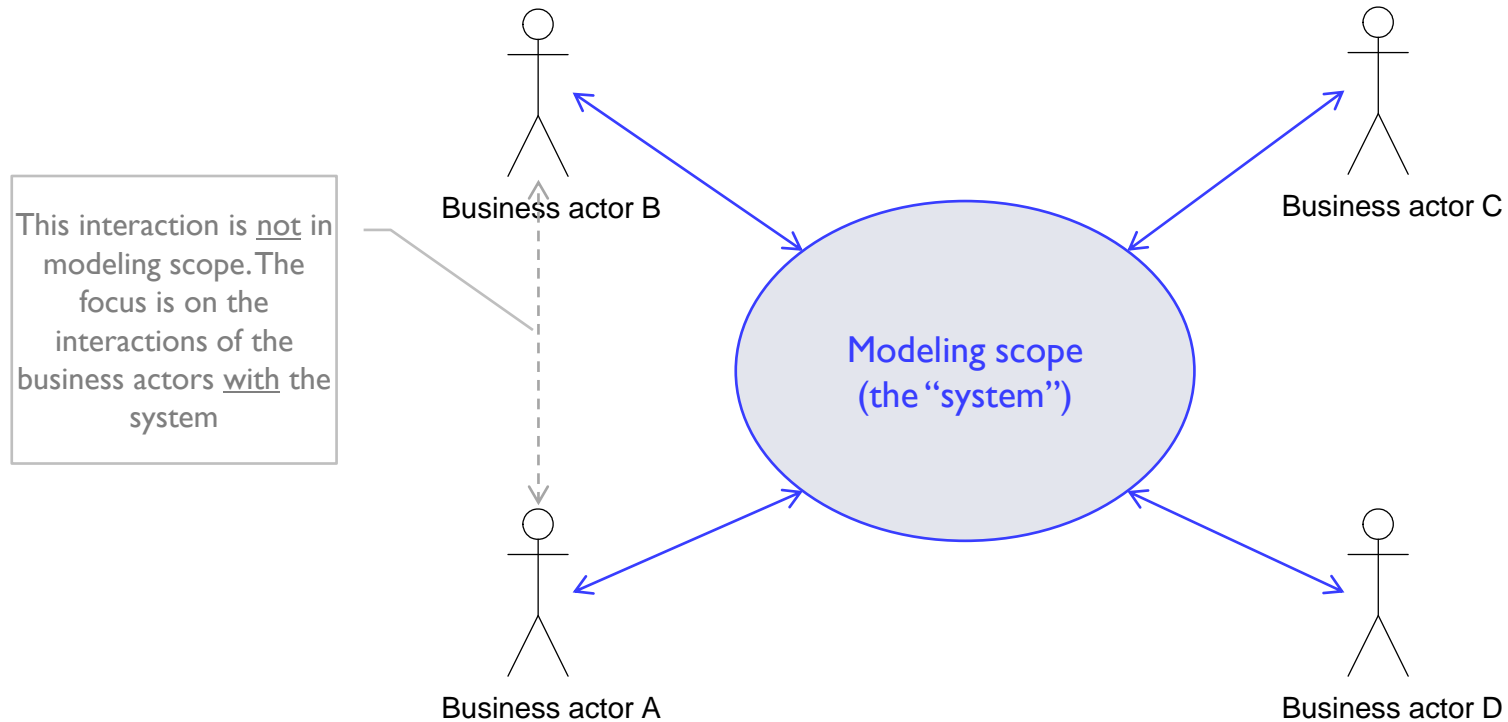 Business actor B
Business actor C
This interaction is not in
modeling scope. The
focus is on the
interactions of the
business actors with the
system
Modeling scope
(the “system”)
Business actor A
Business actor D